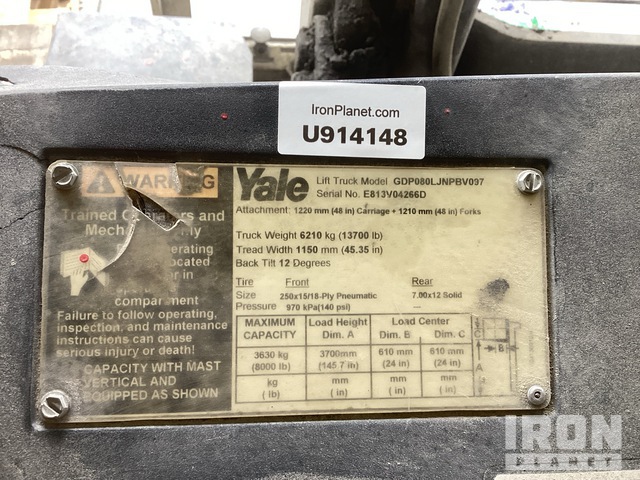 IronPlanet.com
U914148
WARNING
Trained Operators and
Mech
operating
located
or in
compartment
Failure to follow operating,
inspection, and maintenance
instructions can cause
serious injury or death!
CAPACITY WITH MAST
VERTICAL AND
EQUIPPED AS SHOWN
Yale Lift Truck Model GDP080LJNPBV097
Serial No. E813V04266D
Attachment: 1220 mm (48 in) Carriage + 1210 mm (48 in) Forks
Truck Weight 6210 kg (13700 lb)
Tread Width 1150 mm (45.35 in)
Back Tilt 12 Degrees
Tire Front Rear
Size 250x15/18-Ply Pneumatic 7.00x12 Solid
Pressure 970 kPa(140 psi) —
MAXIMUM CAPACITY Load Height Dim. A Load Center Dim. B Dim. C
3630 kg 3700mm 610 mm 610 mm
(8000 lb) (145.7 lb) (24 in) (24 in)
kg mm mm mm
( lb) ( in) ( in) ( in)
B
A
IRON
PLANET